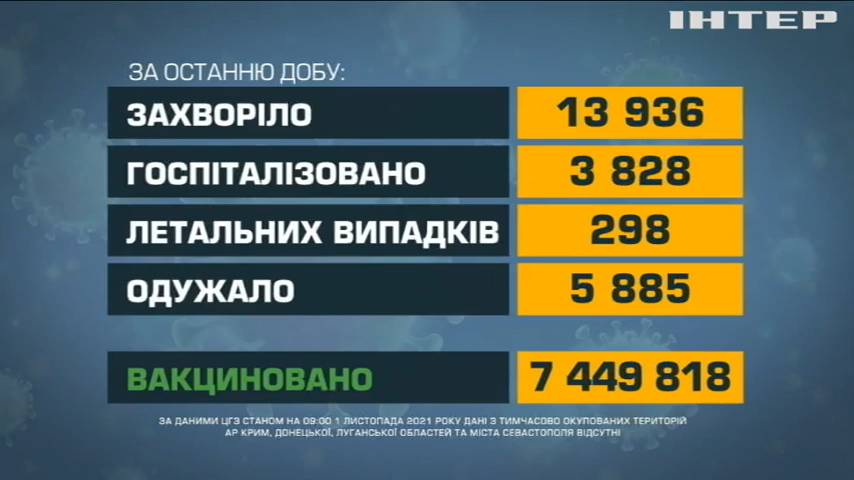 ІНТЕР
ЗА ОСТАННЮ ДОБУ:
ЗАХВОРІЛО 13 936
ГОСПІТАЛІЗОВАНО 3 828
ЛЕТАЛЬНИХ ВИПАДКІВ 298
ОДУЖАЛО 5 885
ВАКЦИНОВАНО 7 449 818
ЗА ДАНИМИ ЦГЗ СТАНОМ НА 09:00 1 ЛИСТОПАДА 2021 РОКУ ДАНІ З ТИМЧАСОВО ОКУПОВАНИХ ТЕРИТОРІЙ
АР КРИМ, ДОНЕЦЬКОЇ, ЛУГАНСЬКОЇ ОБЛАСТЕЙ ТА МІСТА СЕВАСТОПОЛЯ ВІДСУТНІ